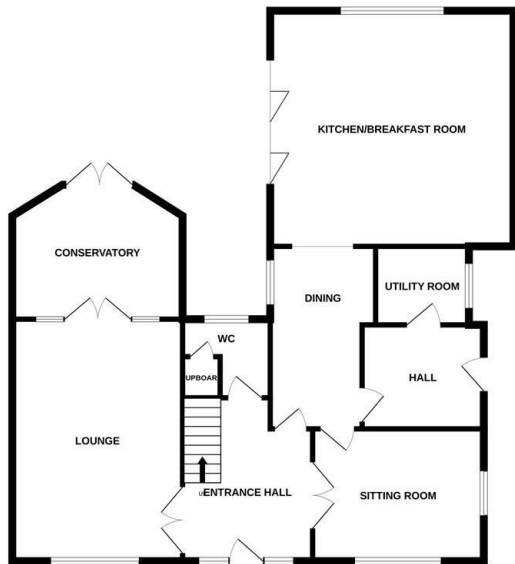 KITCHEN/BREAKFAST ROOM
CONSERVATORY
UTILITY ROOM
DINING
WC
UPBOAR
HALL
LOUNGE
ENTRANCE HALL
SITTING ROOM